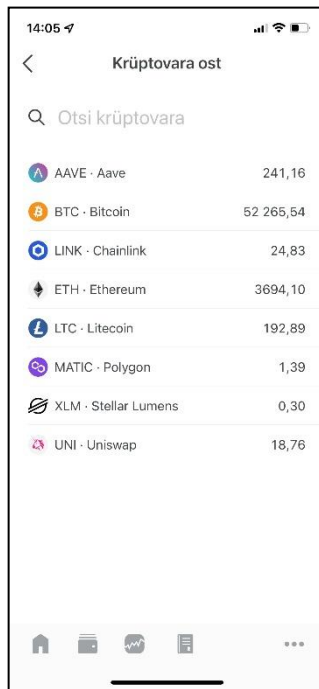 14:05
Krüptovara ost
Otsi krüptovara
AAVE · Aave 241,16
BTC · Bitcoin 52 265,54
LINK · Chainlink 24,83
ETH · Ethereum 3694,10
LTC · Litecoin 192,89
MATIC · Polygon 1,39
XLM · Stellar Lumens 0,30
UNI · Uniswap 18,76